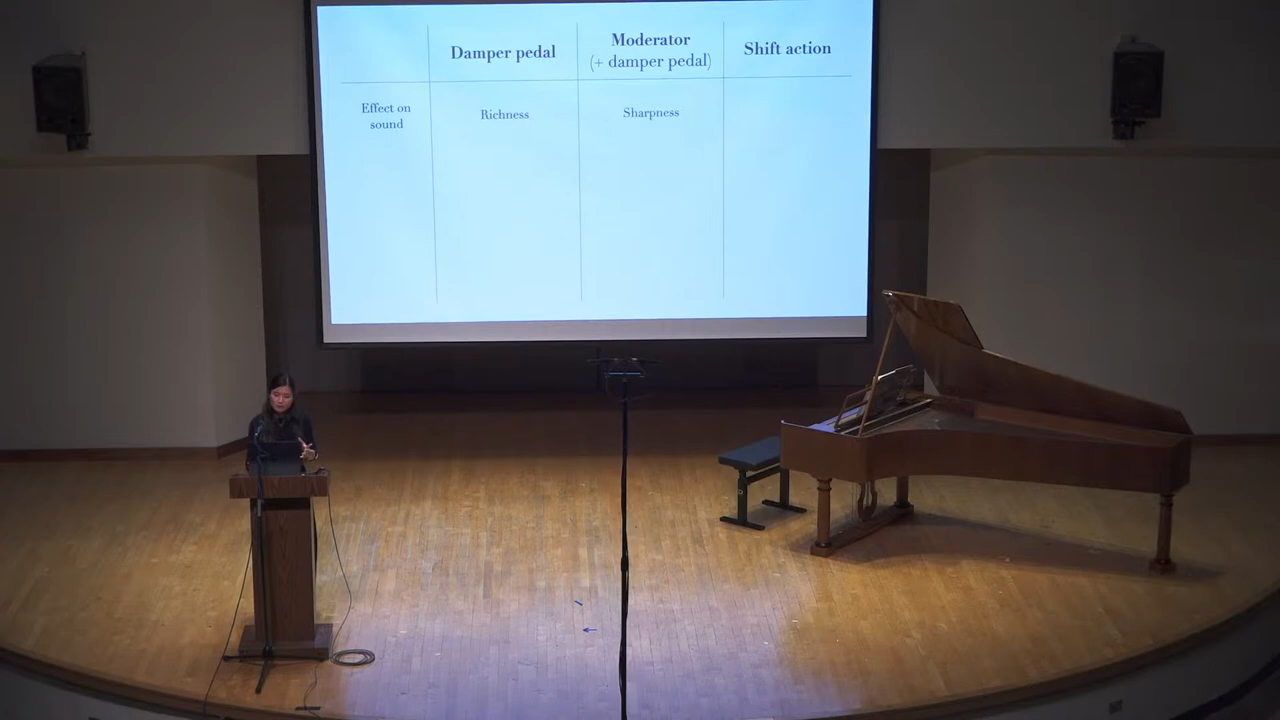 Damper pedal
Moderator
(+ damper pedal)
Shift action
Effect on
sound
Richness
Sharpness